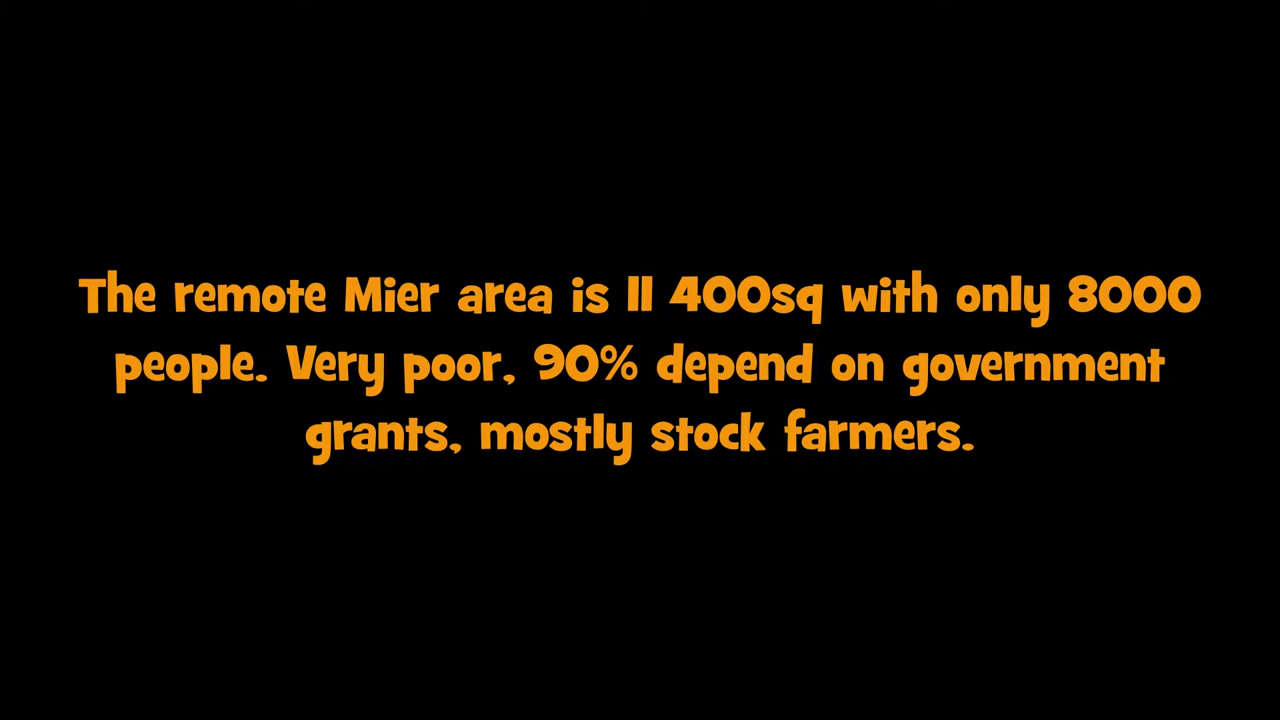 The remote Mier area is 11 400sq with only 8000
people. Very poor, 90% depend on government
grants, mostly stock farmers.